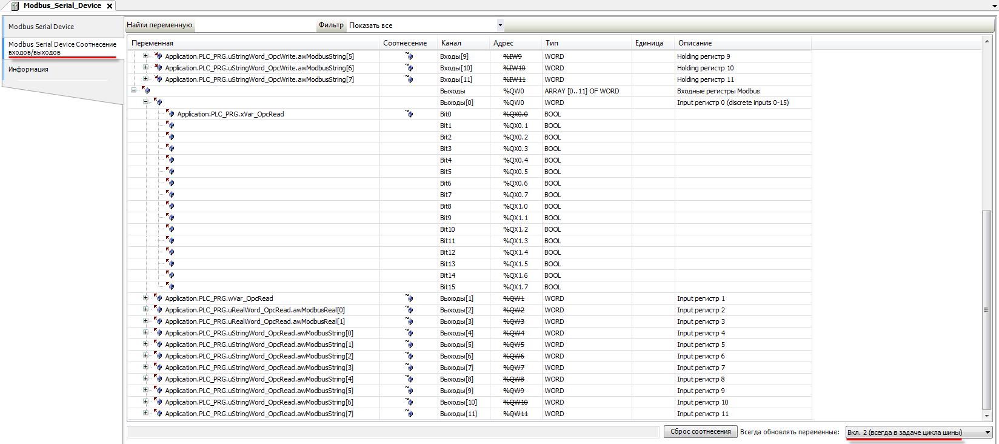 Modbus_Serial_Device
Modbus Serial Device
Modbus Serial Device Соотнесение
входов/выходов
Информация
Найти переменную Фильтр Показать все
Переменная Соотнесение Канал Адрес Тип Единица Описание
Application.PLC_PRG.uStringWord_OpcWrite.awModbusString[5] Входы[9] %IW9 WORD Holding регистр 9
Application.PLC_PRG.uStringWord_OpcWrite.awModbusString[6] Входы[10] %IW10 WORD Holding регистр 10
Application.PLC_PRG.uStringWord_OpcWrite.awModbusString[7] Входы[11] %IW11 WORD Holding регистр 11
Выходы %QW0 ARRAY [0..11] OF WORD Входные регистры Modbus
Выходы[0] %QW0 WORD Input регистр 0 (discrete inputs 0-15)
Application.PLC_PRG.xVar_OpcRead Bit0 %QX0.0 BOOL
Bit1 %QX0.1 BOOL
Bit2 %QX0.2 BOOL
Bit3 %QX0.3 BOOL
Bit4 %QX0.4 BOOL
Bit5 %QX0.5 BOOL
Bit6 %QX0.6 BOOL
Bit7 %QX0.7 BOOL
Bit8 %QX1.0 BOOL
Bit9 %QX1.1 BOOL
Bit10 %QX1.2 BOOL
Bit11 %QX1.3 BOOL
Bit12 %QX1.4 BOOL
Bit13 %QX1.5 BOOL
Bit14 %QX1.6 BOOL
Bit15 %QX1.7 BOOL
Application.PLC_PRG.wVar_OpcRead Выходы[1] %QW1 WORD Input регистр 1
Application.PLC_PRG.uRealWord_OpcRead.awModbusReal[0] Выходы[2] %QW2 WORD Input регистр 2
Application.PLC_PRG.uRealWord_OpcRead.awModbusReal[1] Выходы[3] %QW3 WORD Input регистр 3
Application.PLC_PRG.uStringWord_OpcRead.awModbusString[0] Выходы[4] %QW4 WORD Input регистр 4
Application.PLC_PRG.uStringWord_OpcRead.awModbusString[1] Выходы[5] %QW5 WORD Input регистр 5
Application.PLC_PRG.uStringWord_OpcRead.awModbusString[2] Выходы[6] %QW6 WORD Input регистр 6
Application.PLC_PRG.uStringWord_OpcRead.awModbusString[3] Выходы[7] %QW7 WORD Input регистр 7
Application.PLC_PRG.uStringWord_OpcRead.awModbusString[4] Выходы[8] %QW8 WORD Input регистр 8
Application.PLC_PRG.uStringWord_OpcRead.awModbusString[5] Выходы[9] %QW9 WORD Input регистр 9
Application.PLC_PRG.uStringWord_OpcRead.awModbusString[6] Выходы[10] %QW10 WORD Input регистр 10
Application.PLC_PRG.uStringWord_OpcRead.awModbusString[7] Выходы[11] %QW11 WORD Input регистр 11
Сброс соотнесения Всегда обновлять переменные: Вкл. 2 (всегда в задаче цикла шины)